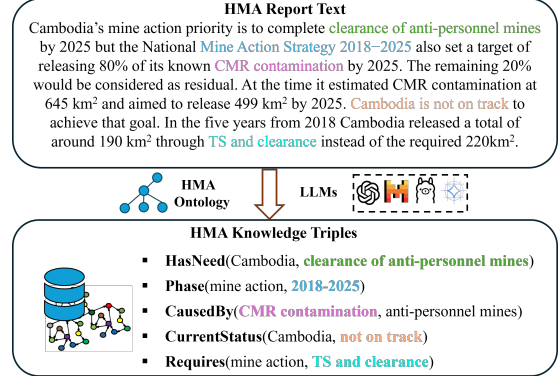 HMA Report Text
Cambodia's mine action priority is to complete clearance of anti-personnel mines
by 2025 but the National Mine Action Strategy 2018−2025 also set a target of
releasing 80% of its known CMR contamination by 2025. The remaining 20%
would be considered as residual. At the time it estimated CMR contamination at
645 km² and aimed to release 499 km² by 2025. Cambodia is not on track to
achieve that goal. In the five years from 2018 Cambodia released a total of
around 190 km² through TS and clearance instead of the required 220km².
HMA
Ontology
LLMs
HMA Knowledge Triples
▪ HasNeed(Cambodia, clearance of anti-personnel mines)
▪ Phase(mine action, 2018-2025)
▪ CausedBy(CMR contamination, anti-personnel mines)
▪ CurrentStatus(Cambodia, not on track)
▪ Requires(mine action, TS and clearance)